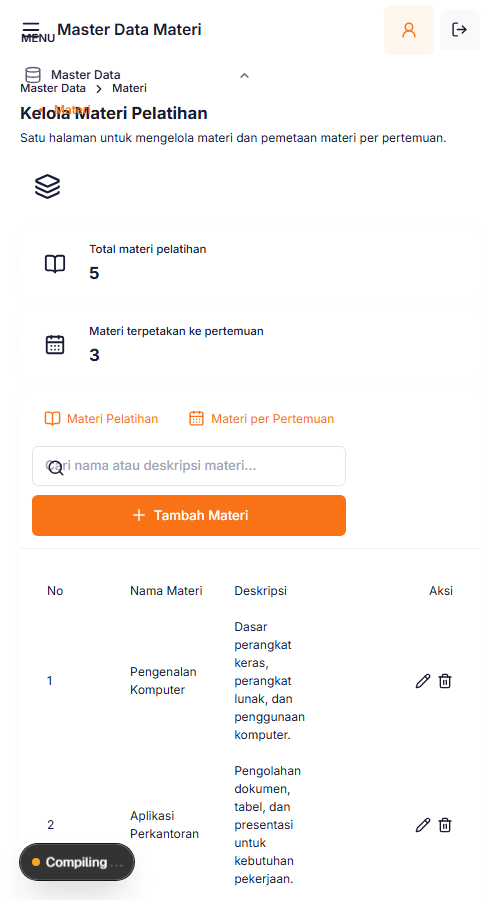 Master Data Materi
MENU
Master Data
Master Data > Materi
Materi
Kelola Materi Pelatihan
Satu halaman untuk mengelola materi dan pemetaan materi per pertemuan.
Total materi pelatihan
5
Materi terpetakan ke pertemuan
3
Materi Pelatihan
Materi per Pertemuan
Cari nama atau deskripsi materi...
+ Tambah Materi
No Nama Materi Deskripsi Aksi
1
Pengenalan
Komputer
Dasar
perangkat
keras,
perangkat
lunak, dan
penggunaan
komputer.
2
Aplikasi
Perkantoran
Pengolahan
dokumen,
tabel, dan
presentasi
untuk
kebutuhan
pekerjaan.
Compiling ...